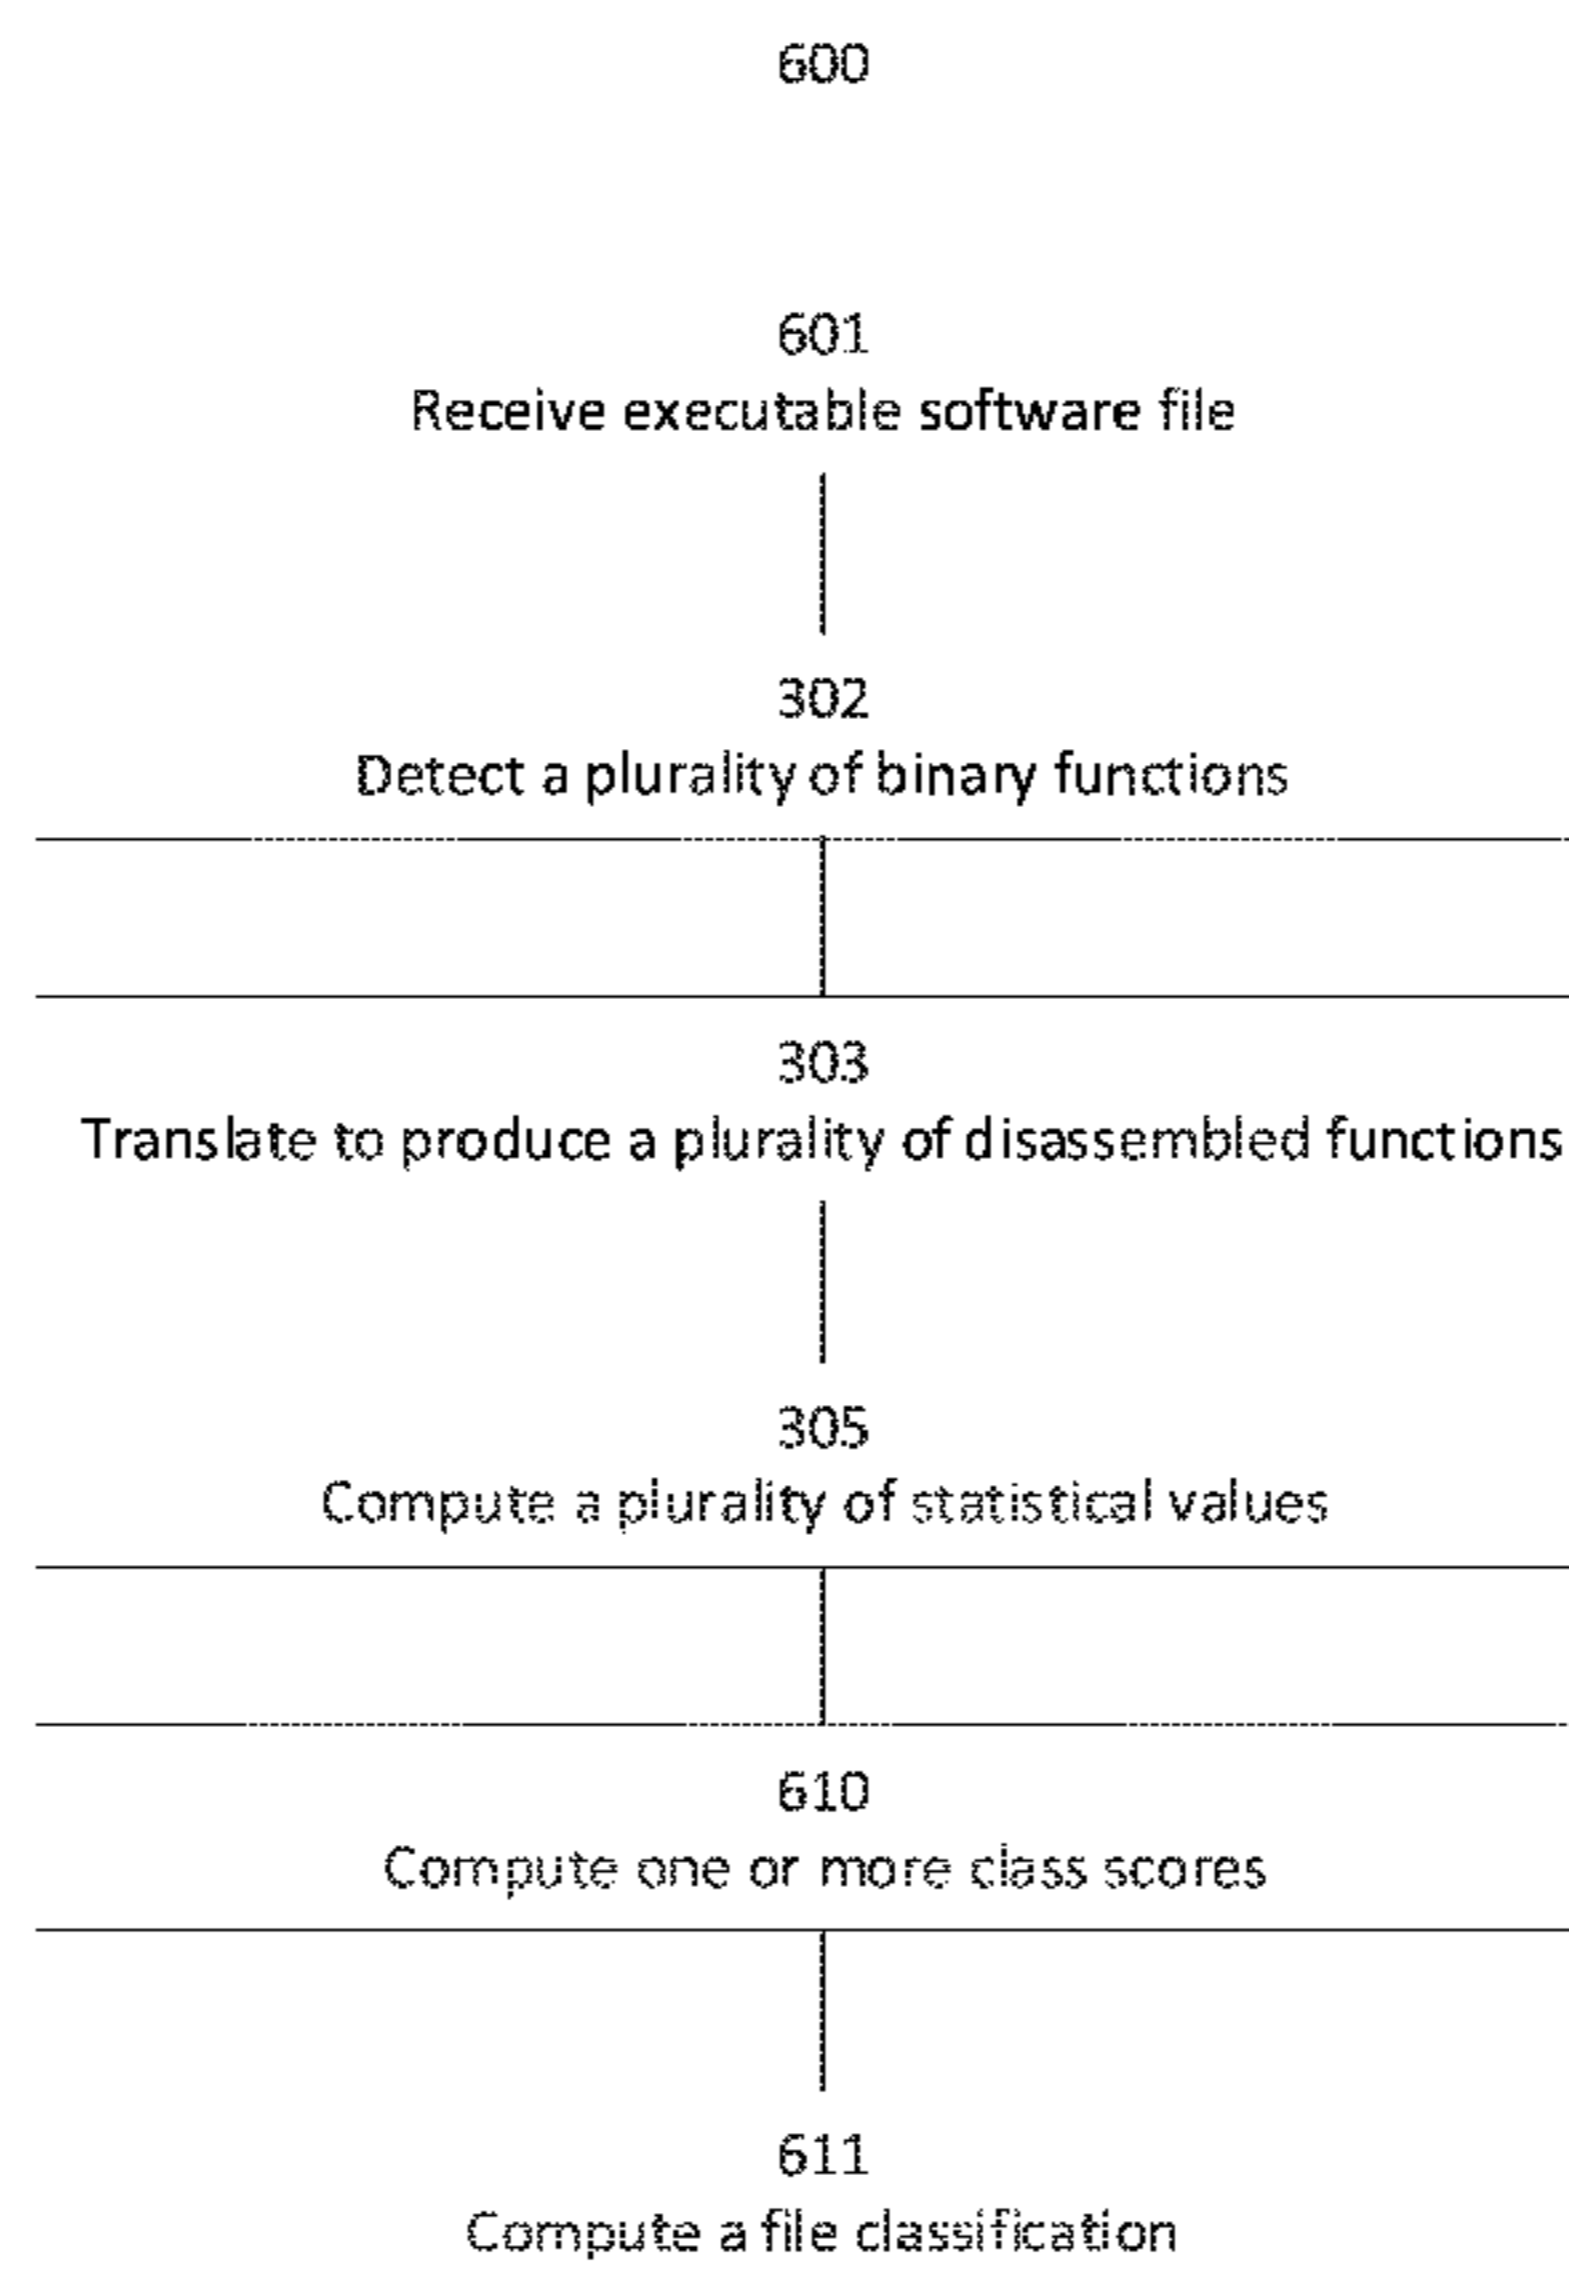 600
601
Receive executable software file
302
Detect a plurality of binary functions
303
Translate to produce a plurality of disassembled functions
305
Compute a plurality of statistical values
610
Compute one or more class scores
611
Compute a file classification